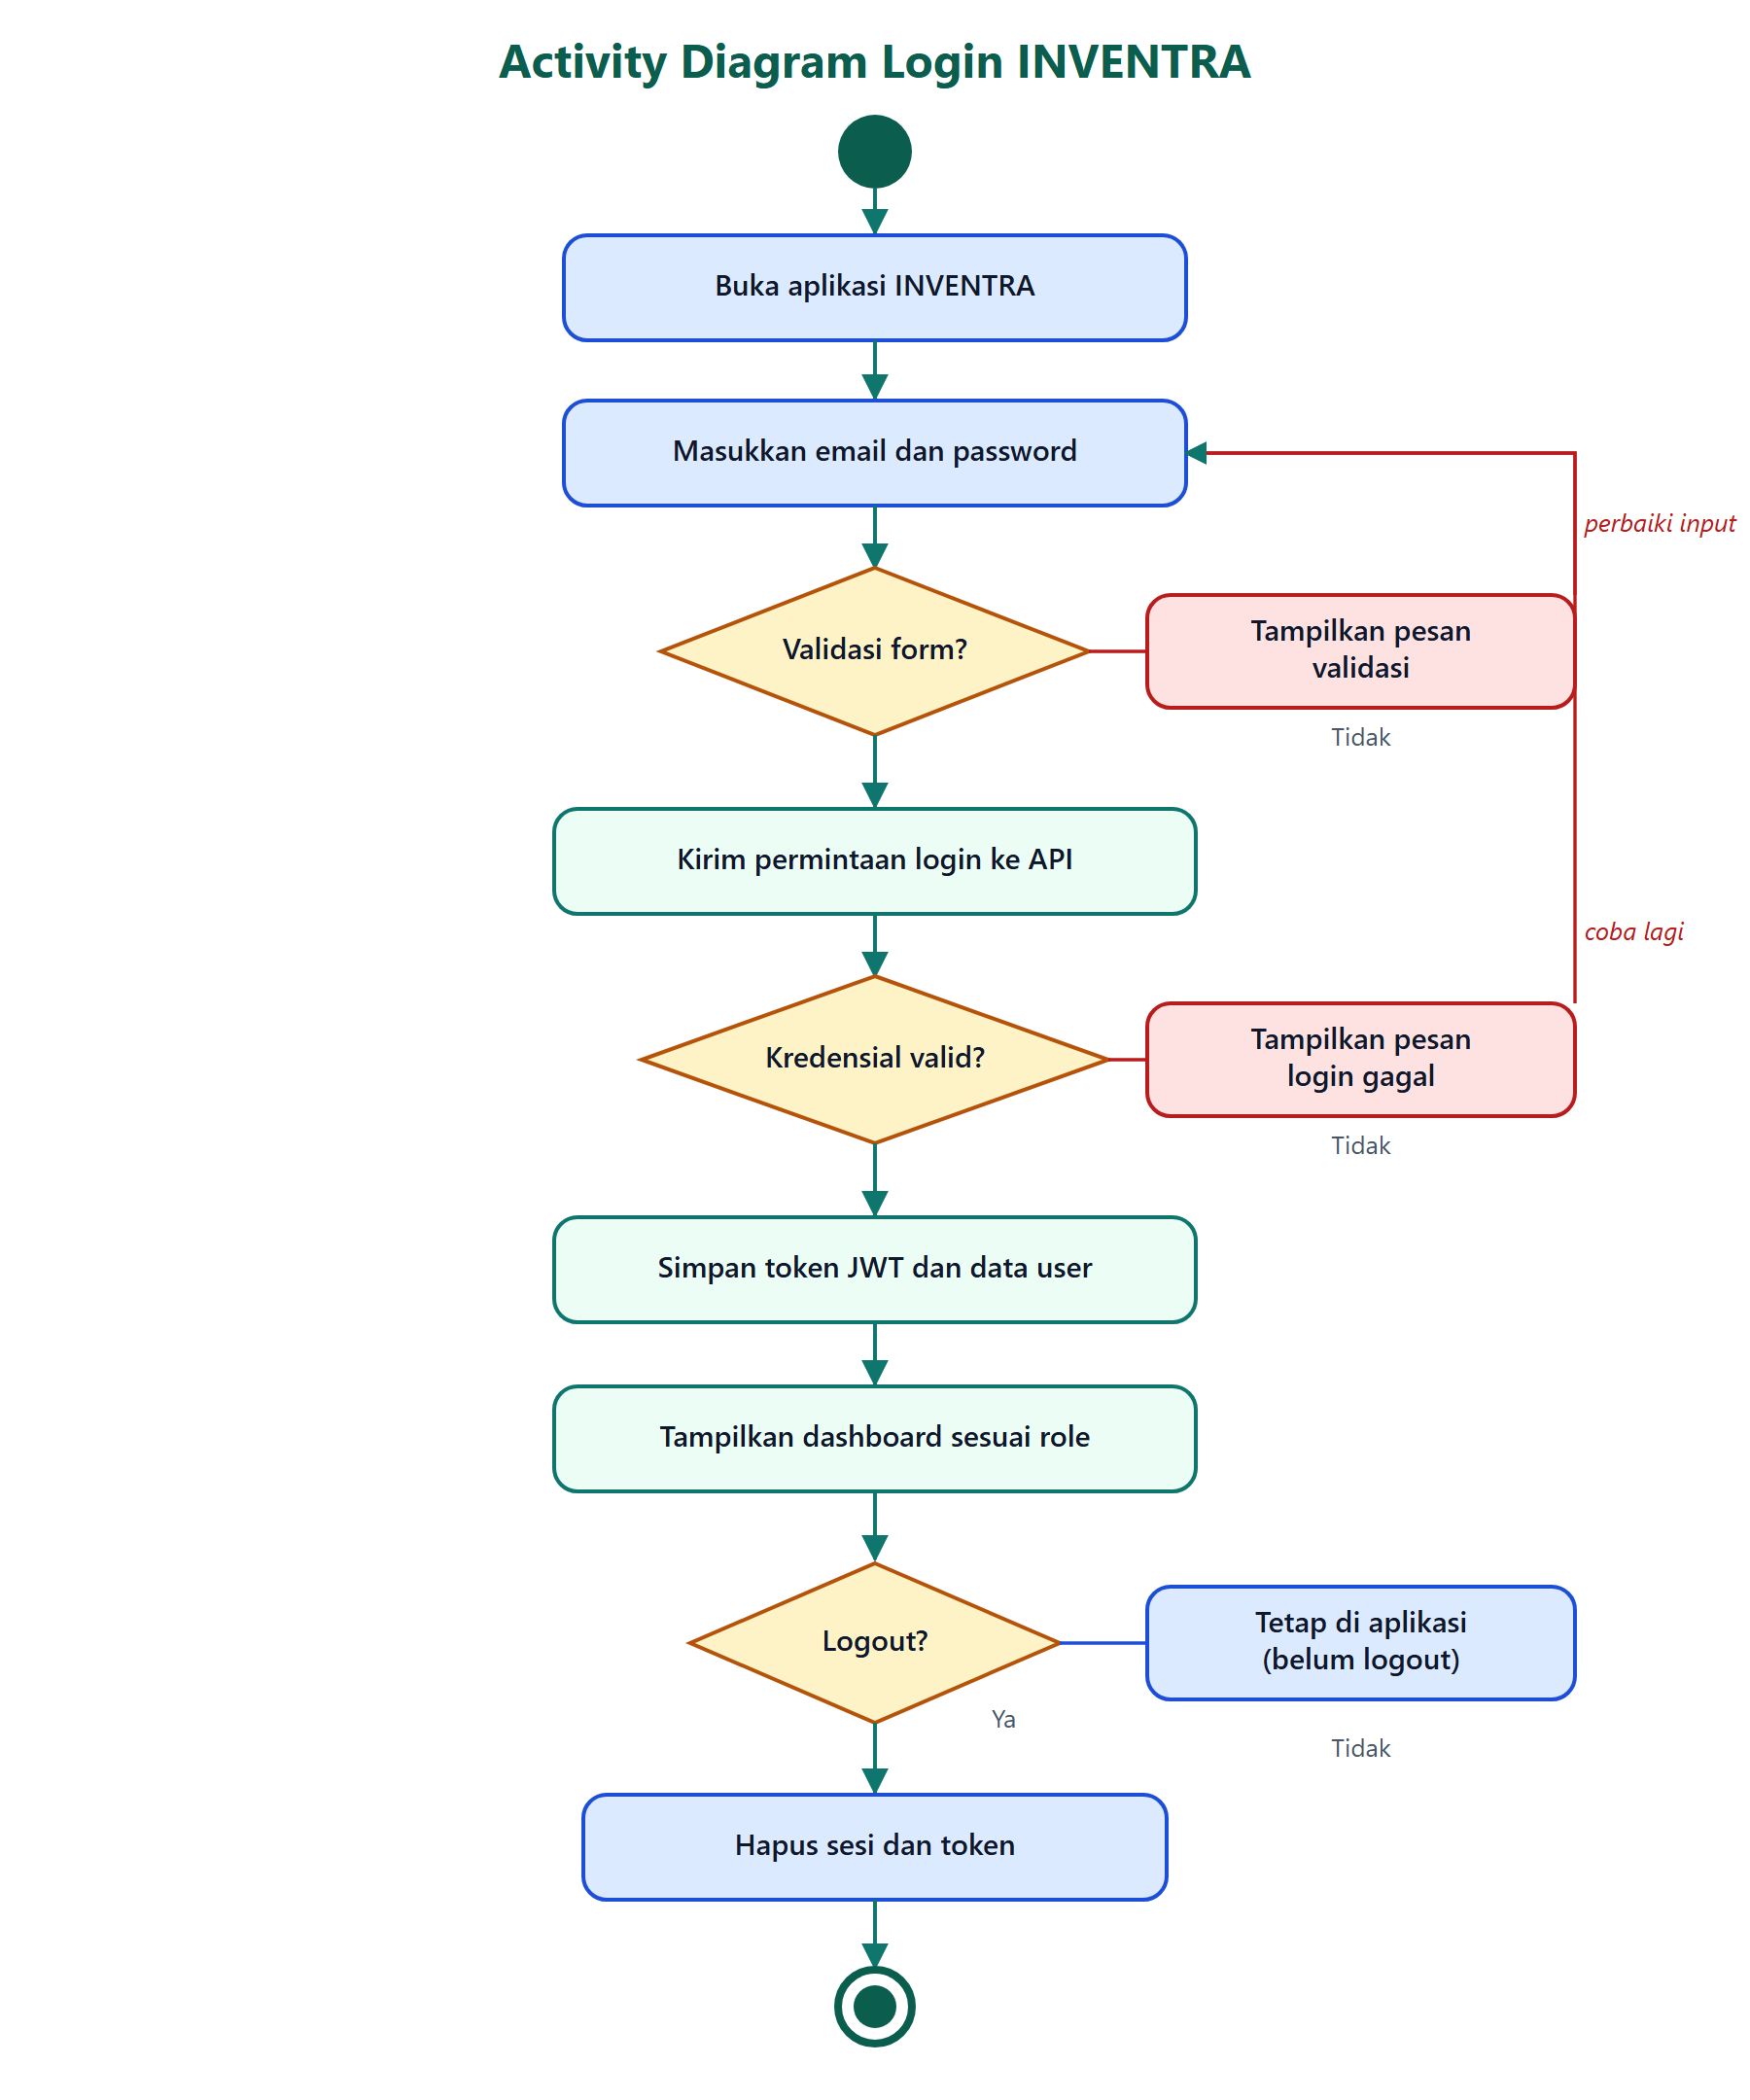 Activity Diagram Login INVENTRA
Buka aplikasi INVENTRA
Masukkan email dan password
perbaiki input
Validasi form?
Tampilkan pesan
validasi
Tidak
Kirim permintaan login ke API
coba lagi
Kredensial valid?
Tampilkan pesan
login gagal
Tidak
Simpan token JWT dan data user
Tampilkan dashboard sesuai role
Logout?
Tetap di aplikasi
(belum logout)
Ya
Tidak
Hapus sesi dan token